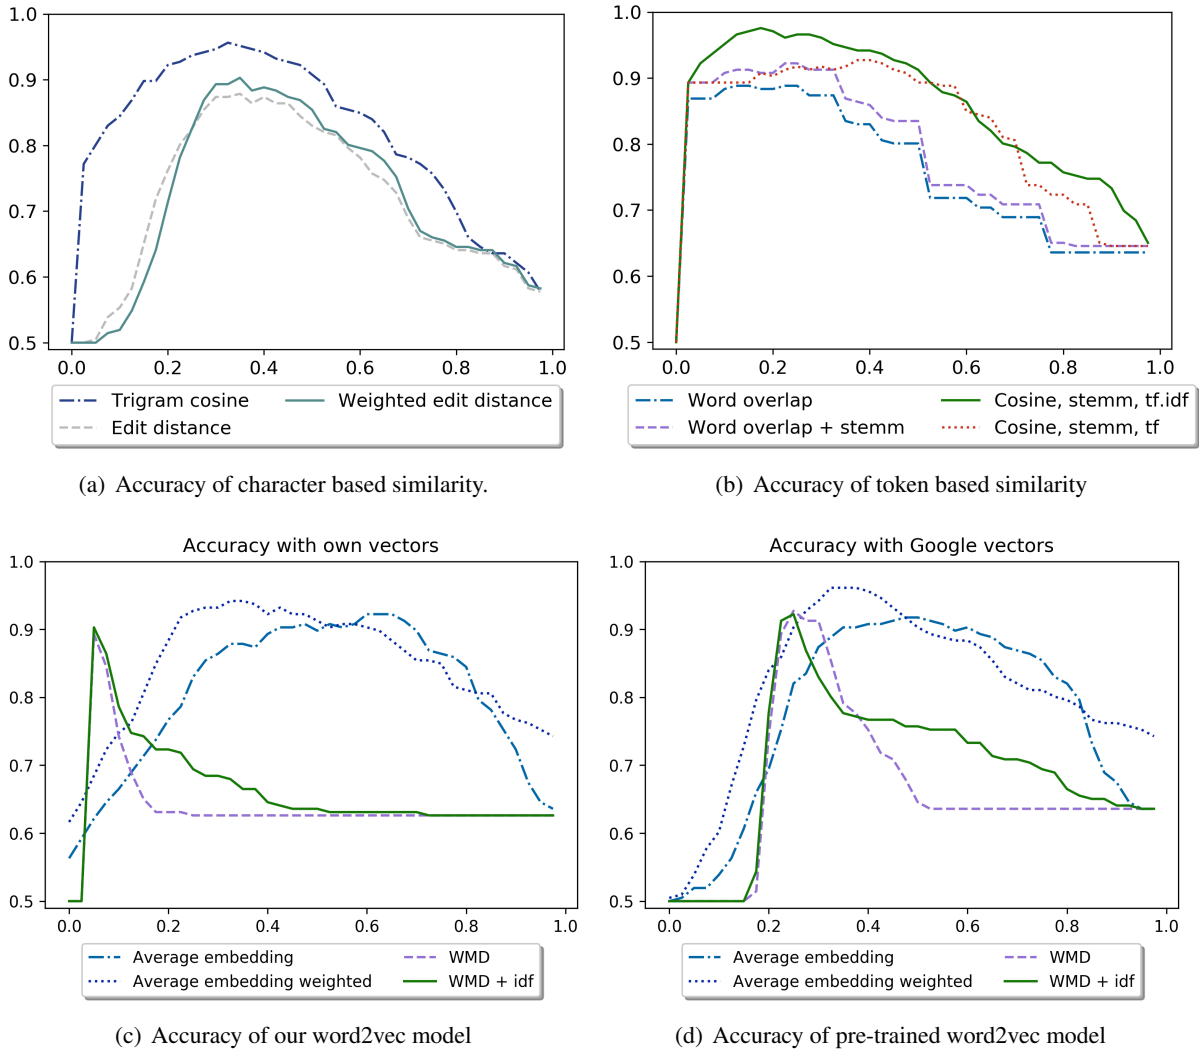 1.0
0.9
0.8
0.7
0.6
0.5
0.0 0.2 0.4 0.6 0.8 1.0
Trigram cosine Weighted edit distance
Edit distance
(a) Accuracy of character based similarity.
1.0
0.9
0.8
0.7
0.6
0.5
0.0 0.2 0.4 0.6 0.8 1.0
Word overlap Cosine, stemm, tf.idf
Word overlap + stemm Cosine, stemm, tf
(b) Accuracy of token based similarity
Accuracy with own vectors
1.0
0.9
0.8
0.7
0.6
0.5
0.0 0.2 0.4 0.6 0.8 1.0
Average embedding WMD
Average embedding weighted WMD + idf
(c) Accuracy of our word2vec model
Accuracy with Google vectors
1.0
0.9
0.8
0.7
0.6
0.5
0.0 0.2 0.4 0.6 0.8 1.0
Average embedding WMD
Average embedding weighted WMD + idf
(d) Accuracy of pre-trained word2vec model